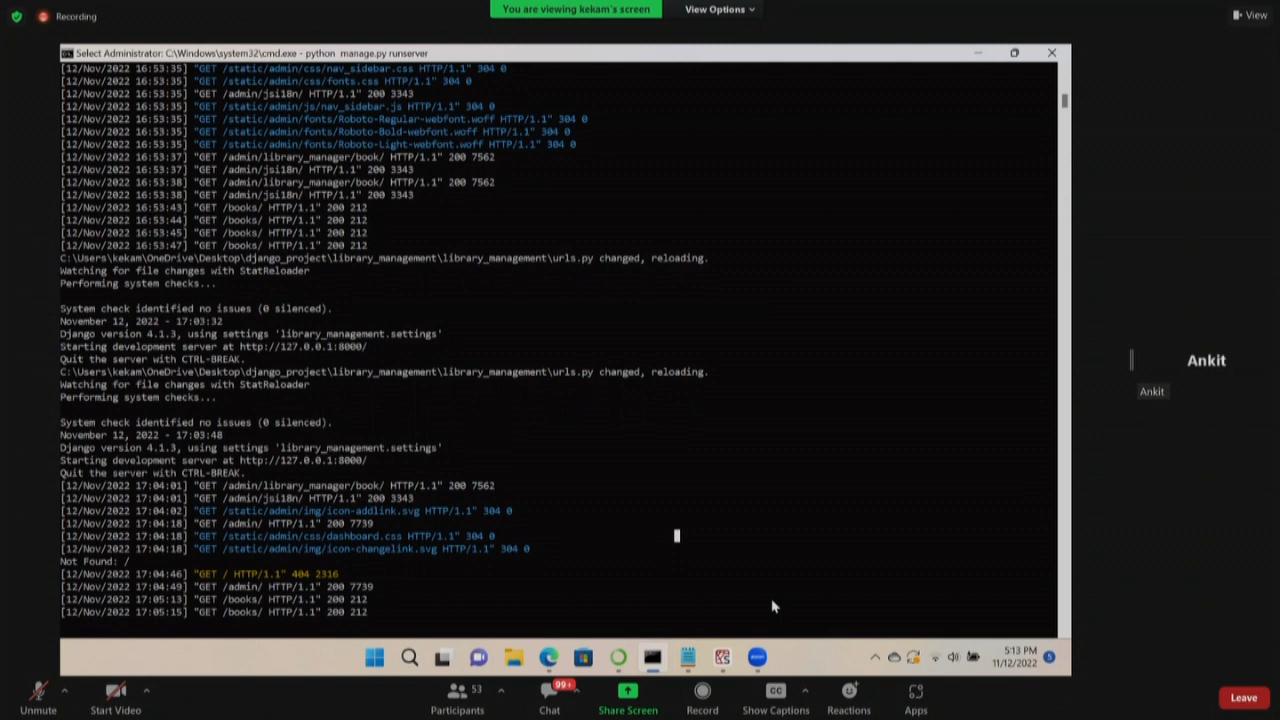 Recording
You are viewing kekam's screen
View Options
View
Select Administrator: C:\Windows\system32\cmd.exe - python  manage.py runserver
[12/Nov/2022 16:53:35] "GET /static/admin/css/nav_sidebar.css HTTP/1.1" 304 0
[12/Nov/2022 16:53:35] "GET /static/admin/css/fonts.css HTTP/1.1" 304 0
[12/Nov/2022 16:53:35] "GET /admin/jsi18n/ HTTP/1.1" 200 3343
[12/Nov/2022 16:53:35] "GET /static/admin/js/nav_sidebar.js HTTP/1.1" 304 0
[12/Nov/2022 16:53:35] "GET /static/admin/fonts/Roboto-Regular-webfont.woff HTTP/1.1" 304 0
[12/Nov/2022 16:53:35] "GET /static/admin/fonts/Roboto-Bold-webfont.woff HTTP/1.1" 304 0
[12/Nov/2022 16:53:35] "GET /static/admin/fonts/Roboto-Light-webfont.woff HTTP/1.1" 304 0
[12/Nov/2022 16:53:37] "GET /admin/library_manager/book/ HTTP/1.1" 200 7562
[12/Nov/2022 16:53:37] "GET /admin/jsi18n/ HTTP/1.1" 200 3343
[12/Nov/2022 16:53:38] "GET /admin/library_manager/book/ HTTP/1.1" 200 7562
[12/Nov/2022 16:53:38] "GET /admin/jsi18n/ HTTP/1.1" 200 3343
[12/Nov/2022 16:53:43] "GET /books/ HTTP/1.1" 200 212
[12/Nov/2022 16:53:44] "GET /books/ HTTP/1.1" 200 212
[12/Nov/2022 16:53:45] "GET /books/ HTTP/1.1" 200 212
[12/Nov/2022 16:53:47] "GET /books/ HTTP/1.1" 200 212
C:\Users\kekam\OneDrive\Desktop\django_project\library_management\library_management\urls.py changed, reloading.
Watching for file changes with StatReloader
Performing system checks...
System check identified no issues (0 silenced).
November 12, 2022 - 17:03:32
Django version 4.1.3, using settings 'library_management.settings'
Starting development server at http://127.0.0.1:8000/
Quit the server with CTRL-BREAK.
C:\Users\kekam\OneDrive\Desktop\django_project\library_management\library_management\urls.py changed, reloading.
Watching for file changes with StatReloader
Performing system checks...
System check identified no issues (0 silenced).
November 12, 2022 - 17:03:48
Django version 4.1.3, using settings 'library_management.settings'
Starting development server at http://127.0.0.1:8000/
Quit the server with CTRL-BREAK.
[12/Nov/2022 17:04:01] "GET /admin/library_manager/book/ HTTP/1.1" 200 7562
[12/Nov/2022 17:04:01] "GET /admin/jsi18n/ HTTP/1.1" 200 3343
[12/Nov/2022 17:04:02] "GET /static/admin/img/icon-addlink.svg HTTP/1.1" 304 0
[12/Nov/2022 17:04:18] "GET /admin/ HTTP/1.1" 200 7739
[12/Nov/2022 17:04:18] "GET /static/admin/css/dashboard.css HTTP/1.1" 304 0
[12/Nov/2022 17:04:18] "GET /static/admin/img/icon-changelink.svg HTTP/1.1" 304 0
Not Found: /
[12/Nov/2022 17:04:46] "GET / HTTP/1.1" 404 2316
[12/Nov/2022 17:04:49] "GET /admin/ HTTP/1.1" 200 7739
[12/Nov/2022 17:05:13] "GET /books/ HTTP/1.1" 200 212
[12/Nov/2022 17:05:15] "GET /books/ HTTP/1.1" 200 212
Ankit
Ankit
5:13 PM
11/12/2022
5
Unmute
Start Video
Participants 53
Chat 99+
Share Screen
Record
CC
Show Captions
Reactions
Apps
Leave